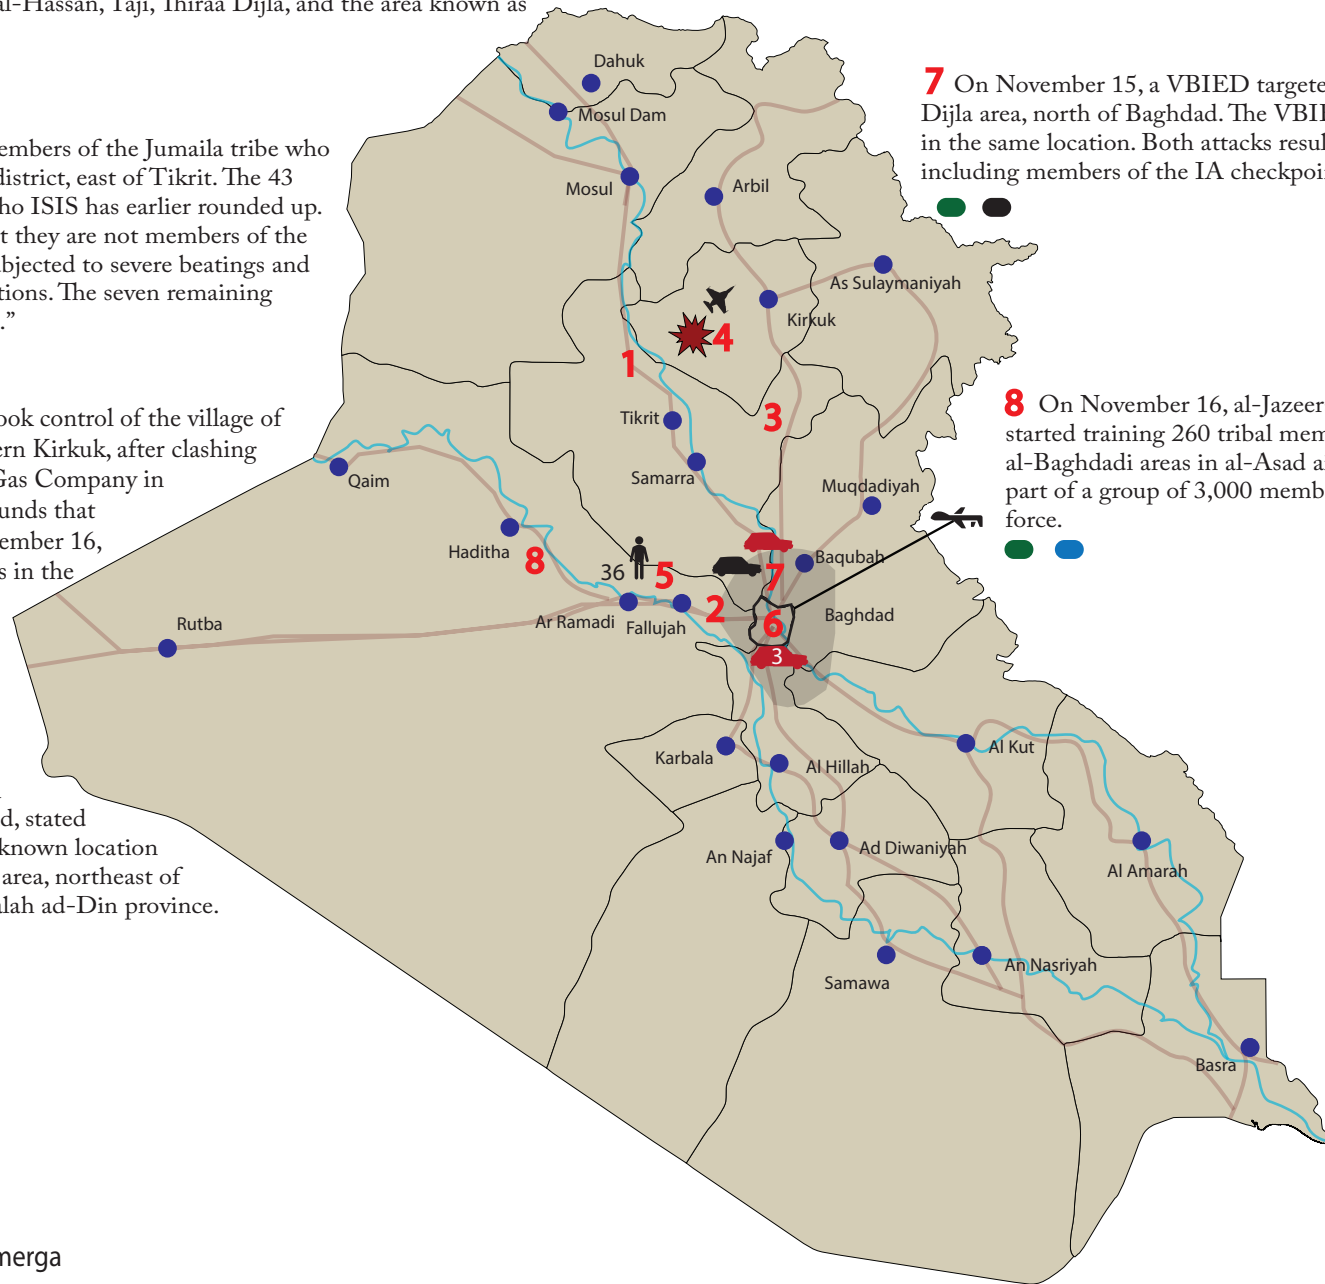 al-Hassan, Taji, Thiraa Dijla, and the area known as
embers of the Jumaila tribe who
district, east of Tikrit. The 43
ho ISIS has earlier rounded up.
t they are not members of the
bjected to severe beatings and
tions. The seven remaining
.”
ook control of the village of
ern Kirkuk, after clashing
Gas Company in
unds that
ember 16,
s in the
d, stated
known location
area, northeast of
alah ad-Din province.
merga
7 On November 15, a VBIED targete
Dijla area, north of Baghdad. The VBI
in the same location. Both attacks resul
including members of the IA checkpoi
8 On November 16, al-Jazeer
started training 260 tribal mem
al-Baghdadi areas in al-Asad a
part of a group of 3,000 memb
force.
Dahuk
Mosul Dam
Mosul
Arbil
As Sulaymaniyah
Kirkuk
4
1
3
Tikrit
Samarra
Qaim
Muqdadiyah
Haditha
8
36
5
7
Baqubah
2
Ar Ramadi
Fallujah
6
Baghdad
Rutba
3
Karbala
Al Hillah
Al Kut
An Najaf
Ad Diwaniyah
Al Amarah
Samawa
An Nasriyah
Basra